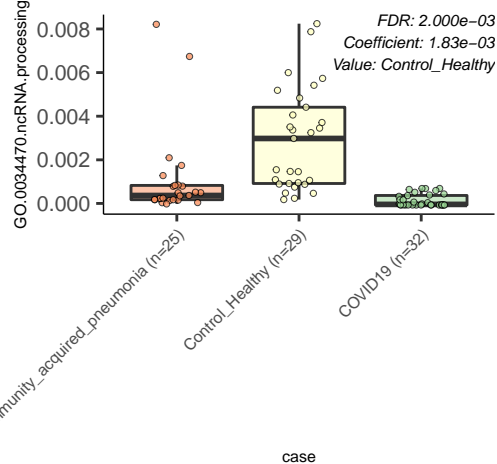 FDR: 2.000e−03
Coefficient: 1.83e−03
Value: Control_Healthy
GO.0034470.ncRNA.processing
0.008
0.006
0.004
0.002
0.000
munity_acquired_pneumonia (n=25)
Control_Healthy (n=29)
COVID19 (n=32)
case